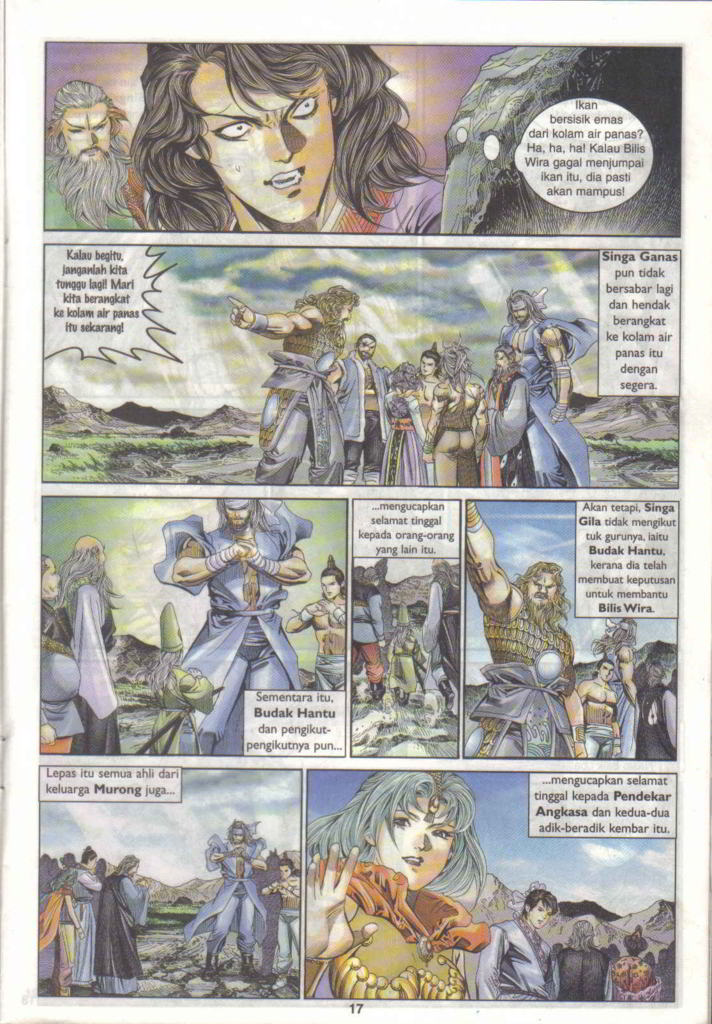 Ikan
bersisik emas
dari kolam air panas?
Ha, ha, ha! Kalau Bilis
Wira gagal menjumpai
ikan itu, dia pasti
akan mampus!
Kalau begitu,
janganlah kita
tunggu lagi! Mari
kita berangkat
ke kolam air panas
itu sekarang!
Singa Ganas
pun tidak
bersabar lagi
dan hendak
berangkat
ke kolam air
panas itu
dengan
segera.
Sementara itu,
Budak Hantu
dan pengikut-
pengikutnya pun...
...mengucapkan
selamat tinggal
kepada orang-orang
yang lain itu.
Akan tetapi, Singa
Gila tidak mengikut
tuk gurunya, iaitu
Budak Hantu,
kerana dia telah
membuat keputusan
untuk membantu
Bilis Wira.
Lepas itu semua ahli dari
keluarga Murong juga...
...mengucapkan selamat
tinggal kepada Pendekar
Angkasa dan kedua-dua
adik-beradik kembar itu.
17